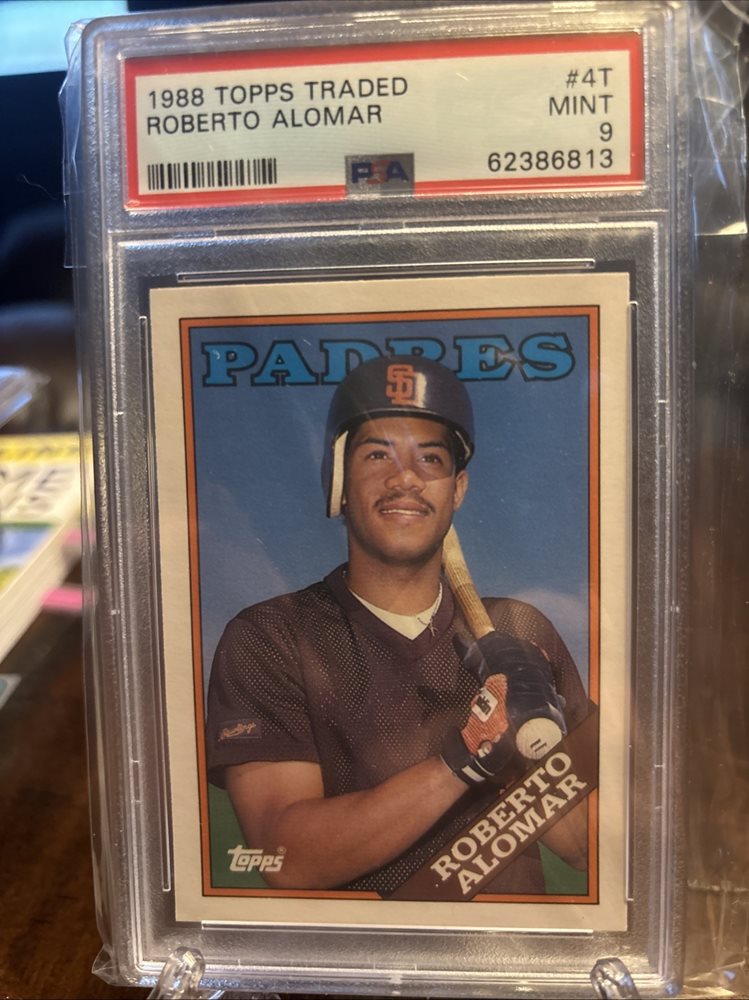 1988 TOPPS TRADED
#4T
ROBERTO ALOMAR
MINT
9
PSA
62386813
PADRES
SD
Rawlings
Topps
ROBERTO
ALOMAR